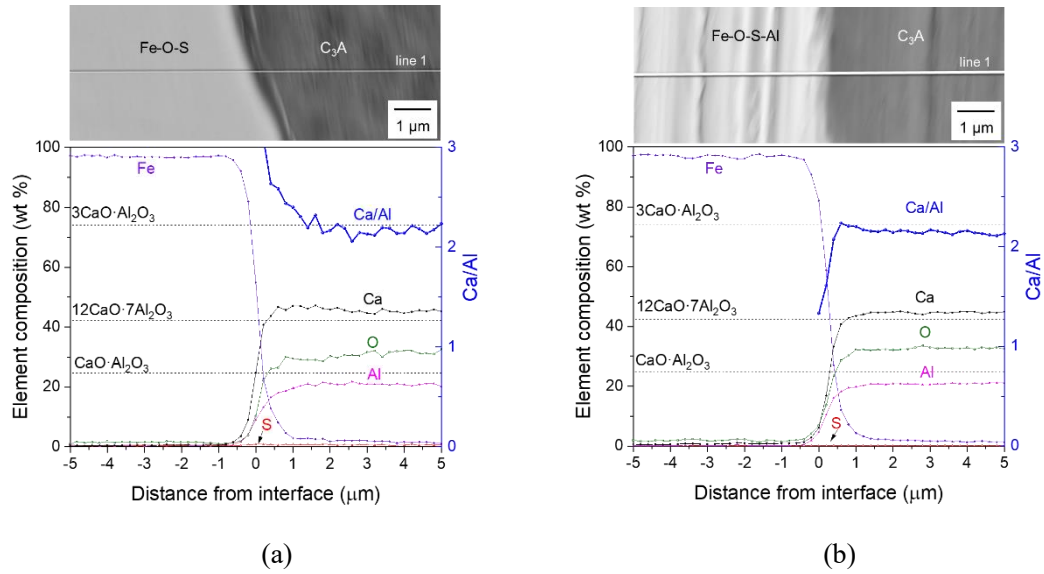 Fe-O-S
C₃A
line 1
1 μm
Element composition (wt %)
100
80
60
40
20
0
Fe
3CaO·Al₂O₃
Ca/Al
12CaO·7Al₂O₃
Ca
O
CaO·Al₂O₃
Al
S
3
2
1
0
Ca/Al
-5 -4 -3 -2 -1 0 1 2 3 4 5
Distance from interface (μm)
(a)
Fe-O-S-Al
C₃A
line 1
1 μm
Element composition (wt %)
100
80
60
40
20
0
Fe
3CaO·Al₂O₃
Ca/Al
12CaO·7Al₂O₃
Ca
O
CaO·Al₂O₃
Al
S
3
2
1
0
Ca/Al
-5 -4 -3 -2 -1 0 1 2 3 4 5
Distance from interface (μm)
(b)